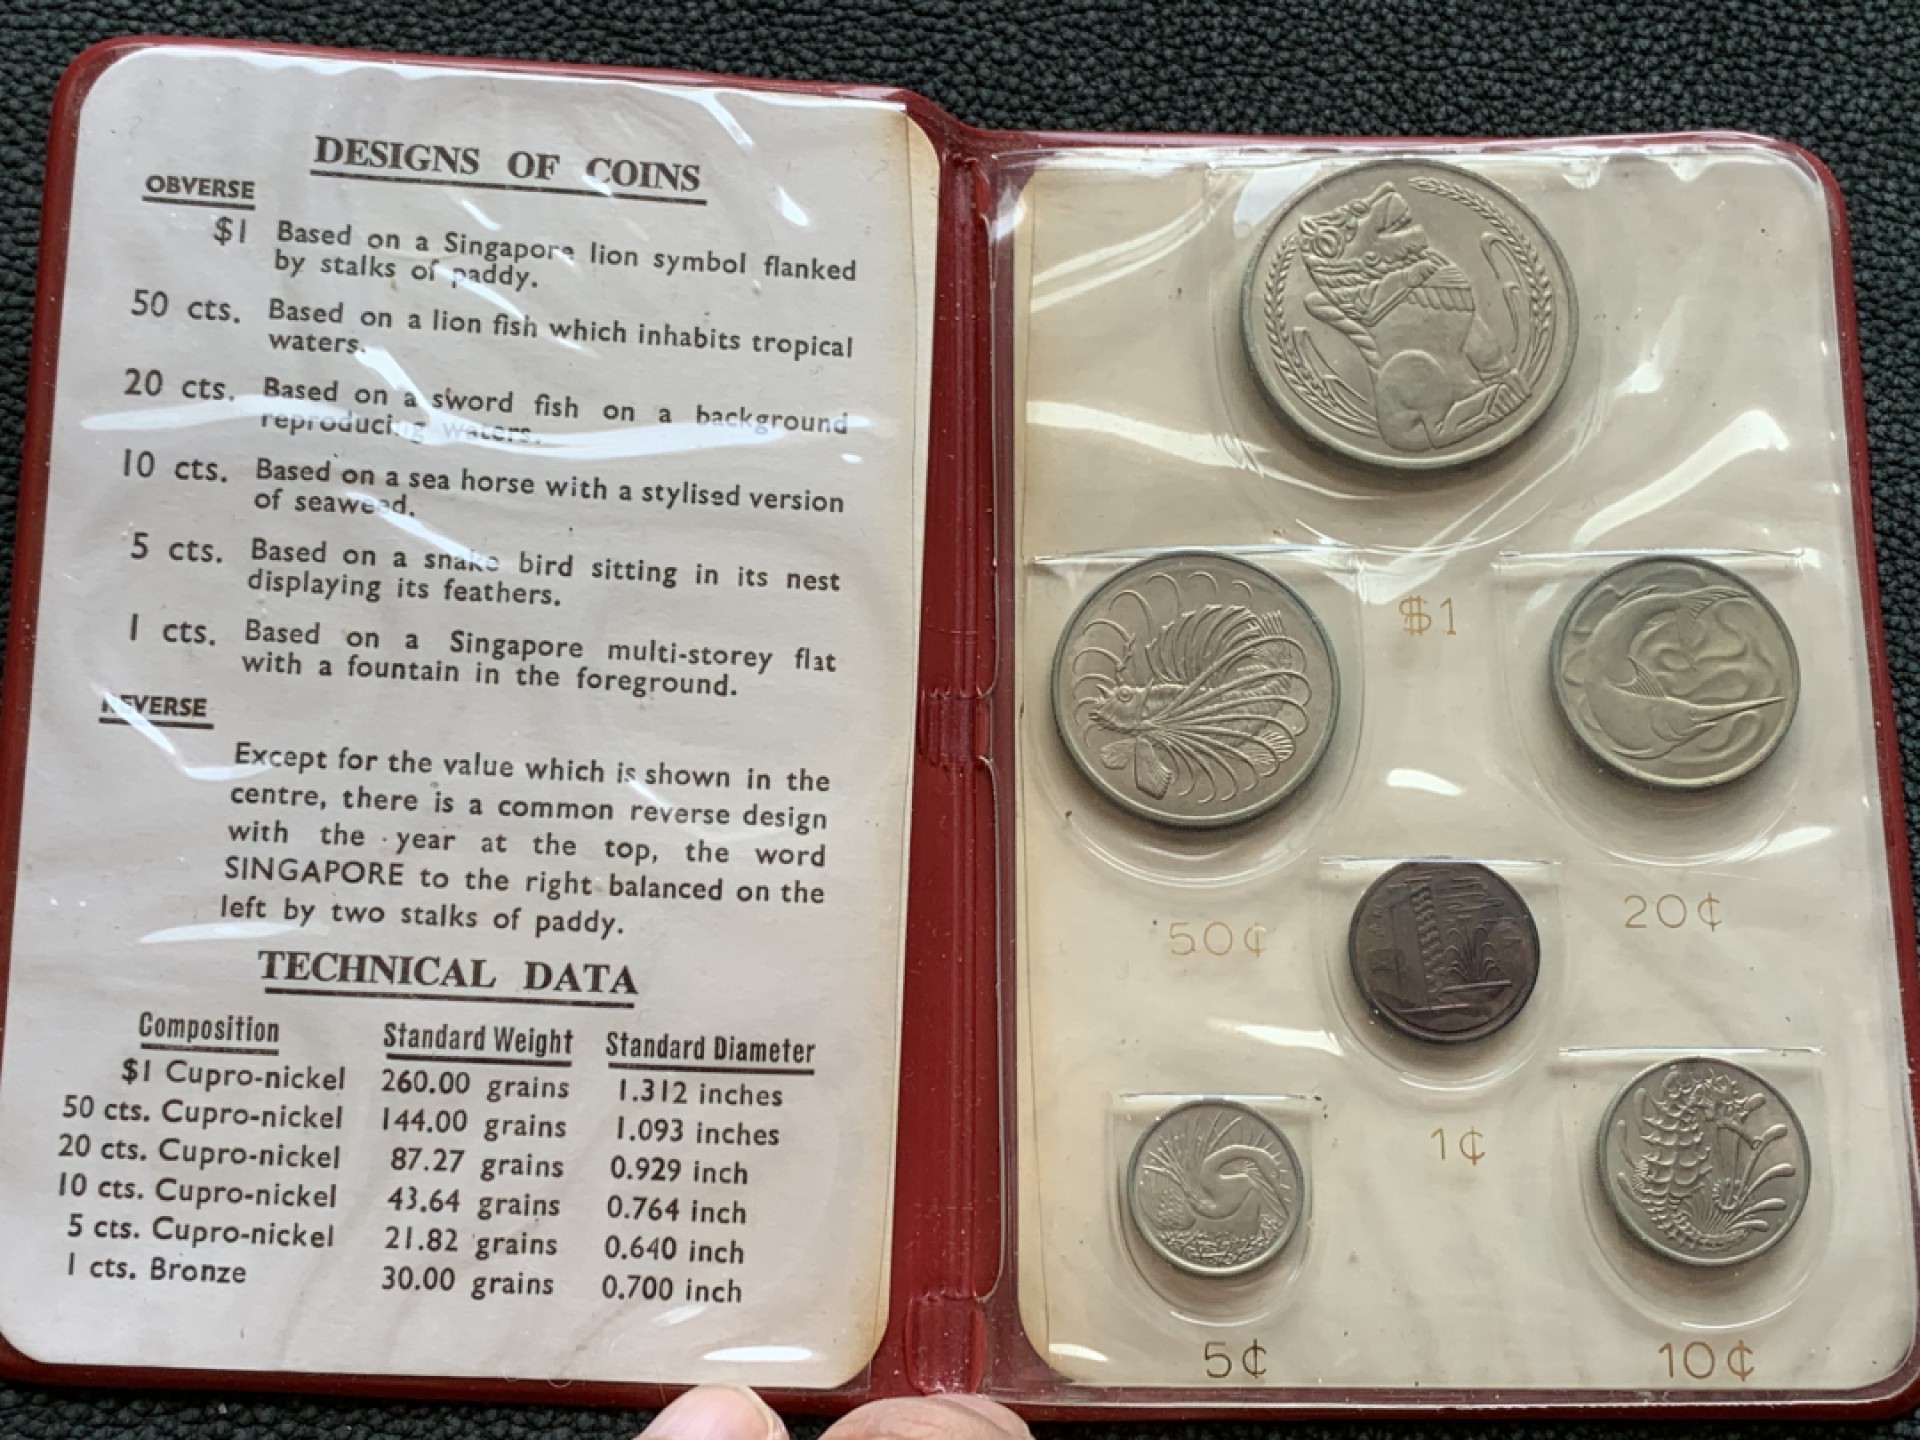 DESIGNS OF COINS
OBVERSE
$1 Based on a Singapore lion symbol flanked
by stalks of paddy.
50 cts. Based on a lion fish which inhabits tropical
waters.
20 cts. Based on a sword fish on a background
reproducing waters.
10 cts. Based on a sea horse with a stylised version
of seaweed.
5 cts. Based on a snake bird sitting in its nest
displaying its feathers.
1 cts. Based on a Singapore multi-storey flat
with a fountain in the foreground.
REVERSE
Except for the value which is shown in the
centre, there is a common reverse design
with the year at the top, the word
SINGAPORE to the right balanced on the
left by two stalks of paddy.
TECHNICAL DATA
Composition Standard Weight Standard Diameter
$1 Cupro-nickel 260.00 grains 1.312 inches
50 cts. Cupro-nickel 144.00 grains 1.093 inches
20 cts. Cupro-nickel 87.27 grains 0.929 inch
10 cts. Cupro-nickel 43.64 grains 0.764 inch
5 cts. Cupro-nickel 21.82 grains 0.640 inch
1 cts. Bronze 30.00 grains 0.700 inch
$1
50¢
20¢
1¢
5¢
10¢